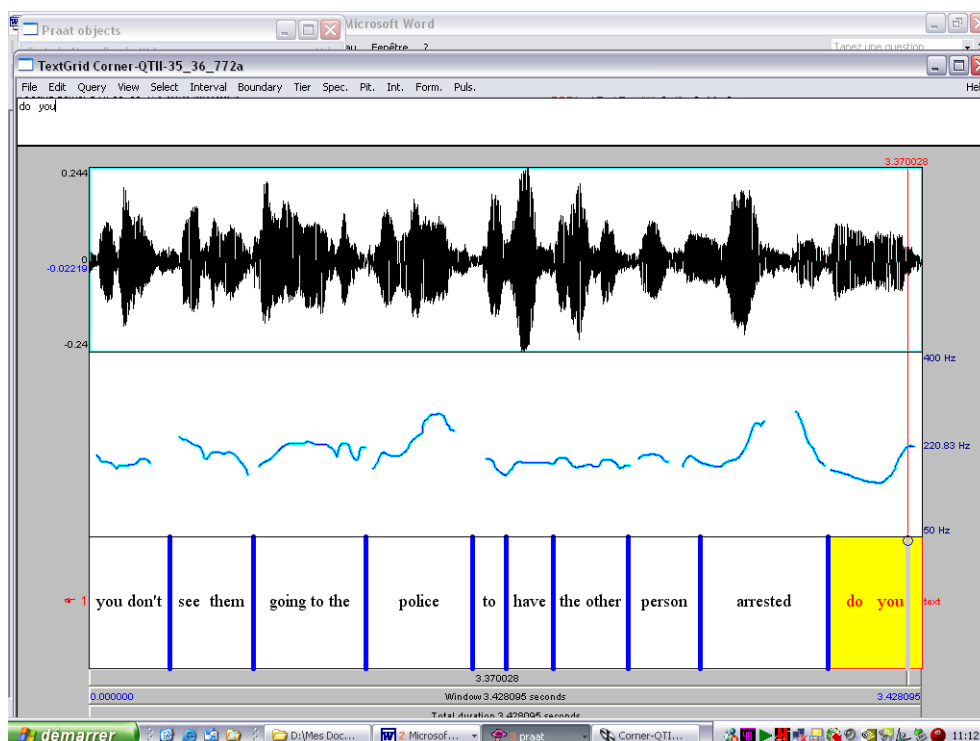 Praat objects
Microsoft Word
Fenêtre ?
Tapez une question
TextGrid Corner-QTII-35_36_772a
File Edit Query View Select Interval Boundary Tier Spec. Pit. Int. Form. Puls.
do you
3.370028
0.244
0
-0.02219
-0.24
400 Hz
220.83 Hz
50 Hz
1 you don't see them going to the police to have the other person arrested do you text
3.370028
0.000000 Window 3.428095 seconds 3.428095
Total duration 3.428095 seconds
démarrer D:\Mes Doc... 2 Microsof... 3 praat Corner-QTI...